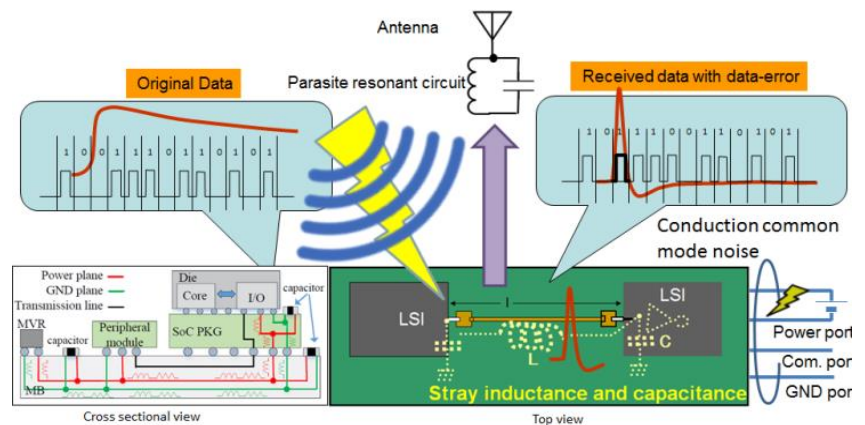 Antenna
Parasite resonant circuit
Original Data
1 0 0 1 1 1 0 1 1 0 1 0 1
Received data with data-error
1 0 1 1 1 0 1 1 0 1 0 1
Conduction common
mode noise
Power plane
GND plane
Transmission line
Die
Core
I/O
capacitor
MVR
capacitor
Peripheral
module
SoC PKG
MB
Cross sectional view
LSI
l
LSI
L
C
Stray inductance and capacitance
Top view
Power port
Com. port
GND port